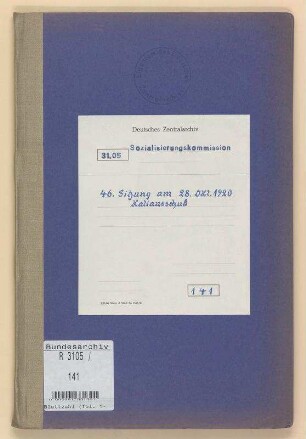 Deutsches Zentralarchiv
31.05 Sozialisierungskommission
46. Sitzung am 28. Okt. 1920
Kaliausschuß
141
Bundesarchiv
R 3105 /
141